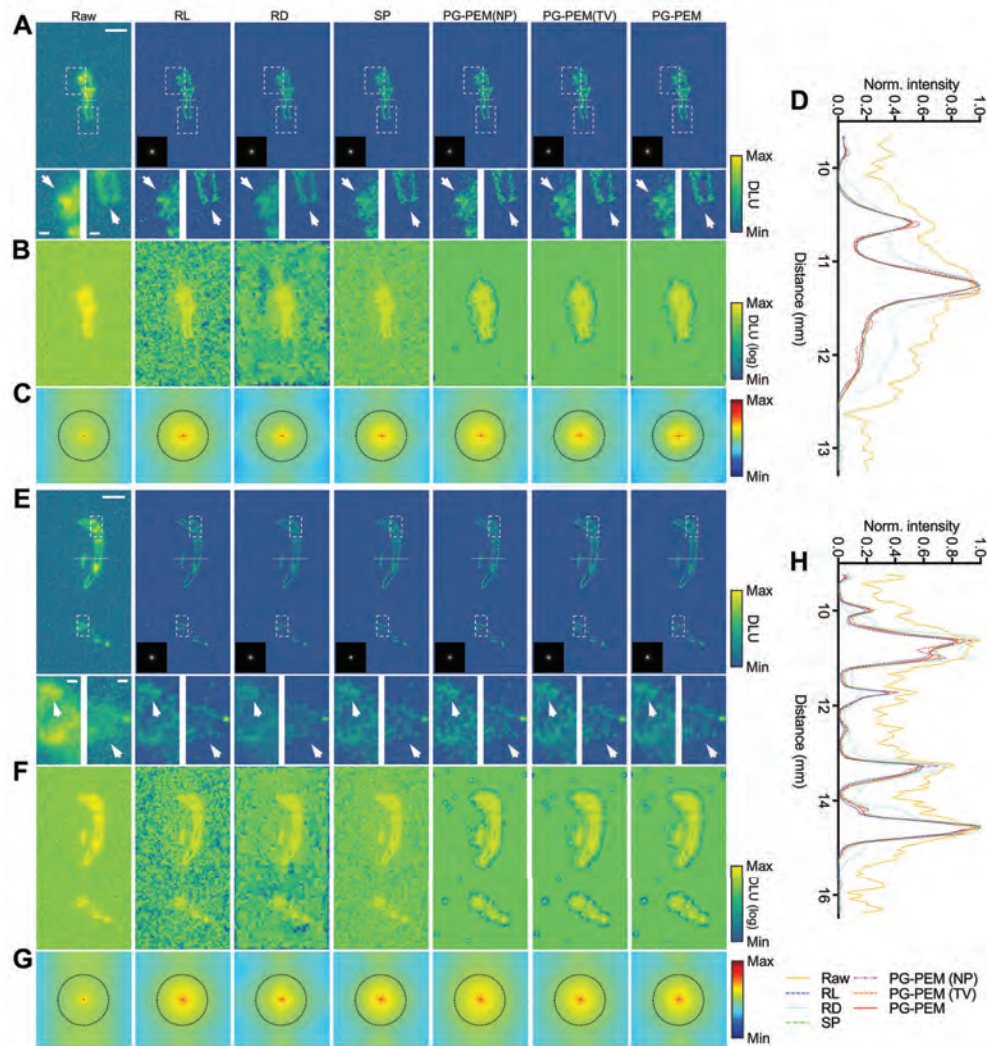 Raw RL RD SP PG-PEM(NP) PG-PEM(TV) PG-PEM
A
Max
DLU
Min
B
Max
DLU (log)
Min
C
Max
Min
D
Norm. intensity
0.0 0.2 0.4 0.6 0.8 1.0
Distance (mm)
10
11
12
13
E
Max
DLU
Min
F
Max
DLU (log)
Min
G
Max
Min
H
Norm. intensity
0.0 0.2 0.4 0.6 0.8 1.0
Distance (mm)
10
12
14
16
Raw
RL
RD
SP
PG-PEM (NP)
PG-PEM (TV)
PG-PEM